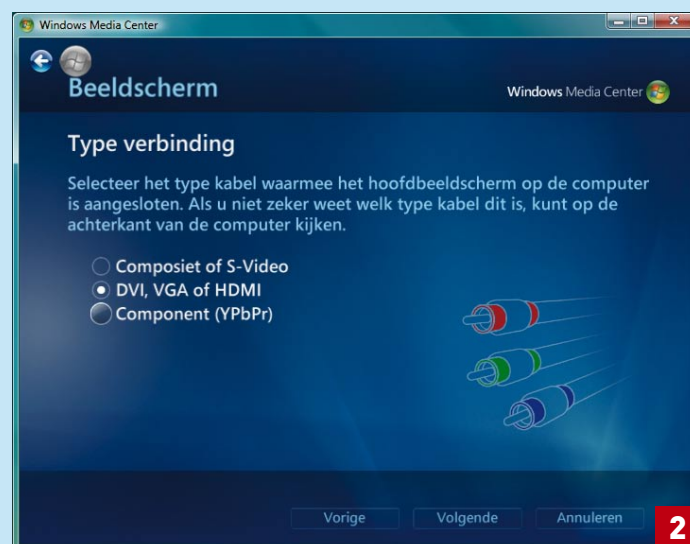 Windows Media Center
Beeldscherm
Windows Media Center
Type verbinding
Selecteer het type kabel waarmee het hoofdbeeldscherm op de computer
is aangesloten. Als u niet zeker weet welk type kabel dit is, kunt op de
achterkant van de computer kijken.
Composiet of S-Video
DVI, VGA of HDMI
Component (YPbPr)
Vorige
Volgende
Annuleren
2